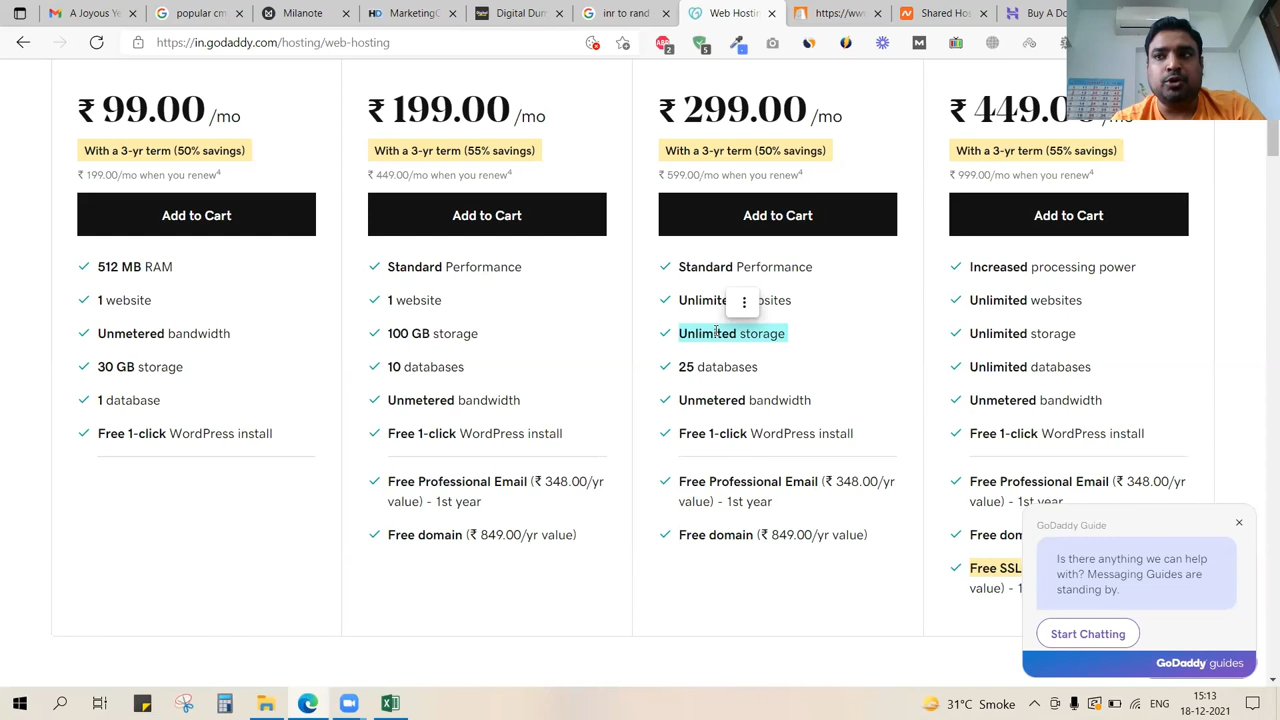 A Joyous Ye
popular em
Milanote
MarketingC
Digital Dun
inr to rand
Web Hostin
https://ww
Shared Hos
Buy A Do
https://in.godaddy.com/hosting/web-hosting
₹ 99.00 /mo
With a 3-yr term (50% savings)
₹ 199.00/mo when you renew4
Add to Cart
512 MB RAM
1 website
Unmetered bandwidth
30 GB storage
1 database
Free 1-click WordPress install
₹ 199.00 /mo
With a 3-yr term (55% savings)
₹ 449.00/mo when you renew4
Add to Cart
Standard Performance
1 website
100 GB storage
10 databases
Unmetered bandwidth
Free 1-click WordPress install
Free Professional Email (₹ 348.00/yr
value) - 1st year
Free domain (₹ 849.00/yr value)
₹ 299.00 /mo
With a 3-yr term (50% savings)
₹ 599.00/mo when you renew4
Add to Cart
Standard Performance
Unlimite bsites
Unlimited storage
25 databases
Unmetered bandwidth
Free 1-click WordPress install
Free Professional Email (₹ 348.00/yr
value) - 1st year
Free domain (₹ 849.00/yr value)
₹ 449.0 /mo
With a 3-yr term (55% savings)
₹ 999.00/mo when you renew4
Add to Cart
Increased processing power
Unlimited websites
Unlimited storage
Unlimited databases
Unmetered bandwidth
Free 1-click WordPress install
Free Professional Email (₹ 348.00/yr
value) - 1st year
Free dom
Free SSL
value) - 1
GoDaddy Guide
Is there anything we can help
with? Messaging Guides are
standing by.
Start Chatting
GoDaddy guides
31°C Smoke
ENG
15:13
18-12-2021